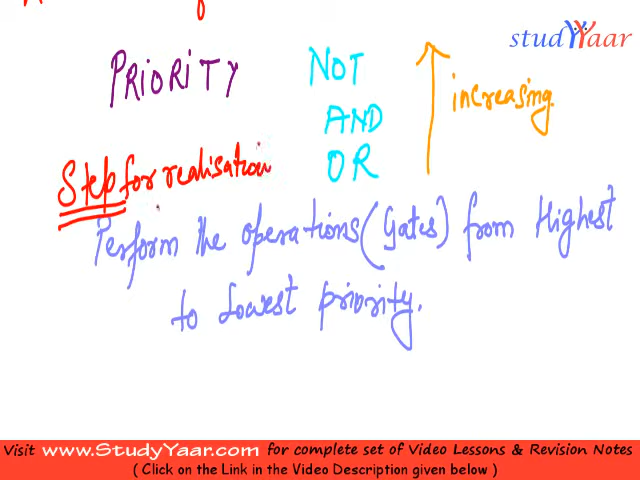 studYYaar
PRIORITY
NOT
AND
OR
increasing
Step for realisation
Perform the operations (Gates) from Highest
to Lowest priority.
Visit www.StudyYaar.com for complete set of Video Lessons & Revision Notes
( Click on the Link in the Video Description given below )